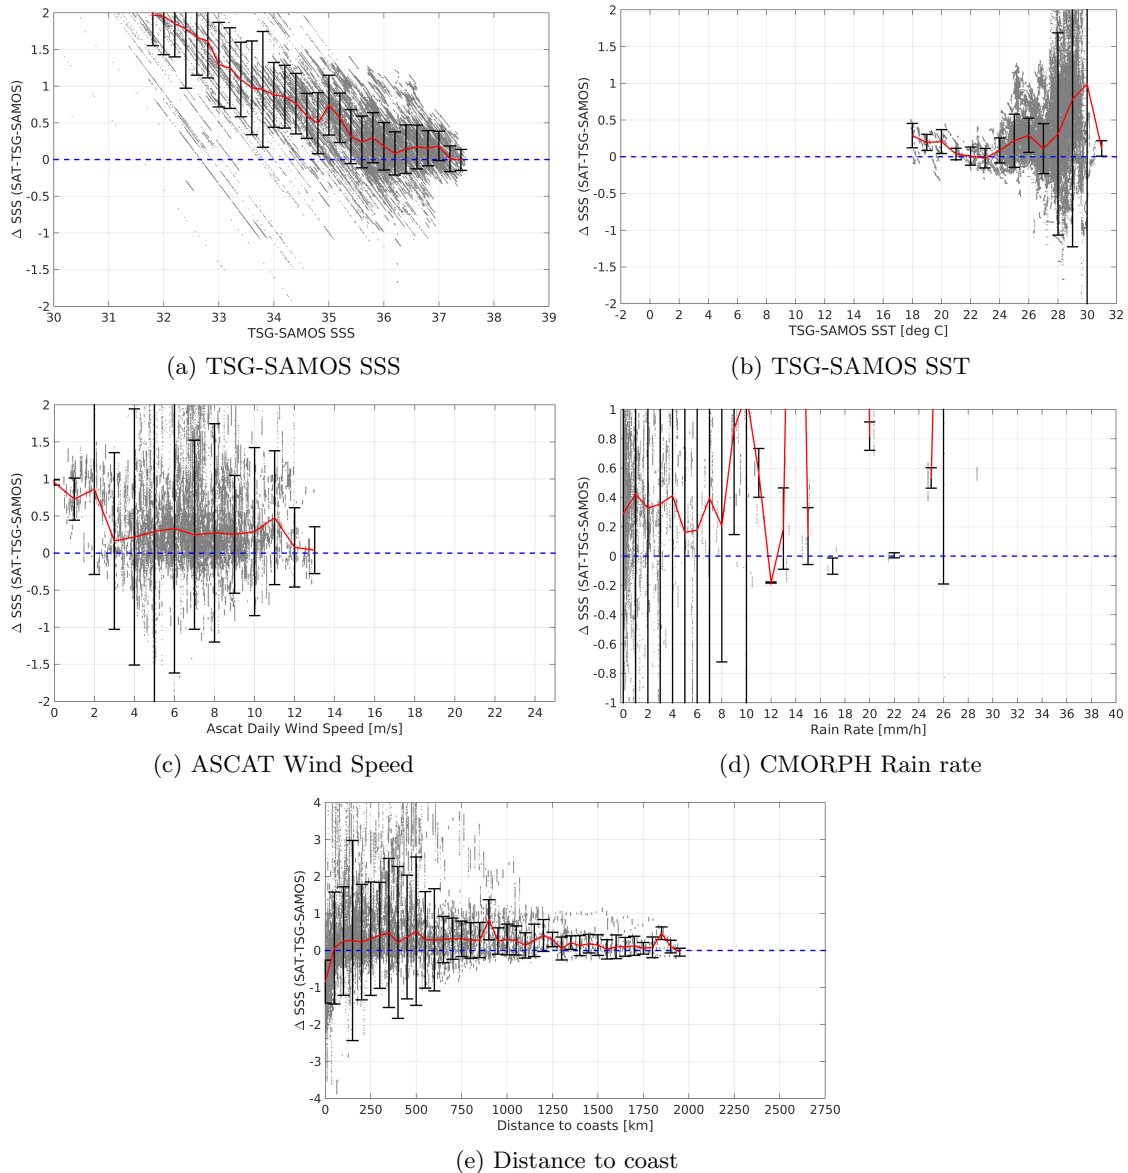 2
1.5
1
0.5
0
-0.5
-1
-1.5
-2
Δ SSS (SAT-TSG-SAMOS)
30 31 32 33 34 35 36 37 38 39
TSG-SAMOS SSS
(a) TSG-SAMOS SSS
2
1.5
1
0.5
0
-0.5
-1
-1.5
-2
Δ SSS (SAT-TSG-SAMOS)
-2 0 2 4 6 8 10 12 14 16 18 20 22 24 26 28 30 32
TSG-SAMOS SST [deg C]
(b) TSG-SAMOS SST
2
1.5
1
0.5
0
-0.5
-1
-1.5
-2
Δ SSS (SAT-TSG-SAMOS)
0 2 4 6 8 10 12 14 16 18 20 22 24
Ascat Daily Wind Speed [m/s]
(c) ASCAT Wind Speed
1
0.8
0.6
0.4
0.2
0
-0.2
-0.4
-0.6
-0.8
-1
Δ SSS (SAT-TSG-SAMOS)
0 2 4 6 8 10 12 14 16 18 20 22 24 26 28 30 32 34 36 38 40
Rain Rate [mm/h]
(d) CMORPH Rain rate
4
3
2
1
0
-1
-2
-3
-4
Δ SSS (SAT-TSG-SAMOS)
0 250 500 750 1000 1250 1500 1750 2000 2250 2500 2750
Distance to coasts [km]
(e) Distance to coast